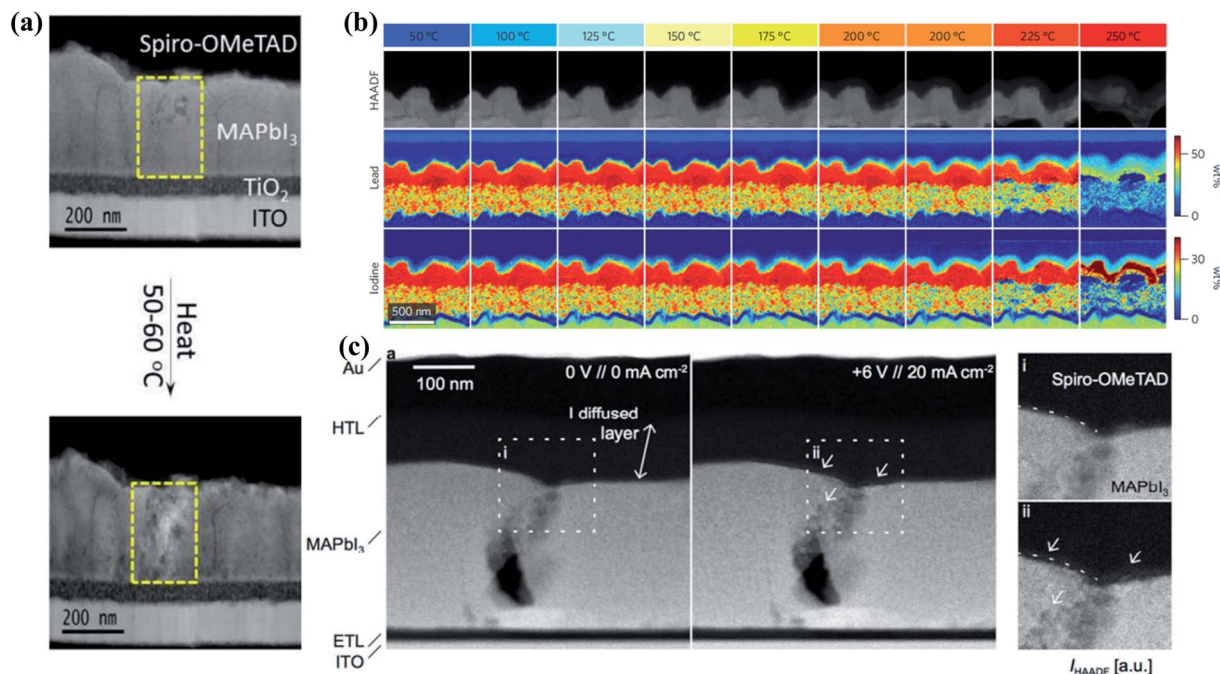 (a)
Spiro-OMeTAD
MAPbI3
TiO2
200 nm
ITO
Heat
50-60 °C
200 nm
(b)
50 °C 100 °C 125 °C 150 °C 175 °C 200 °C 200 °C 225 °C 250 °C
HAADF
Lead
50
0
wt%
Iodine
30
0
wt%
500 nm
(c)
a
Au
HTL
MAPbI3
ETL
ITO
100 nm
0 V // 0 mA cm-2
I diffused
layer
i
+6 V // 20 mA cm-2
ii
i
Spiro-OMeTAD
MAPbI3
ii
IHAADF [a.u.]